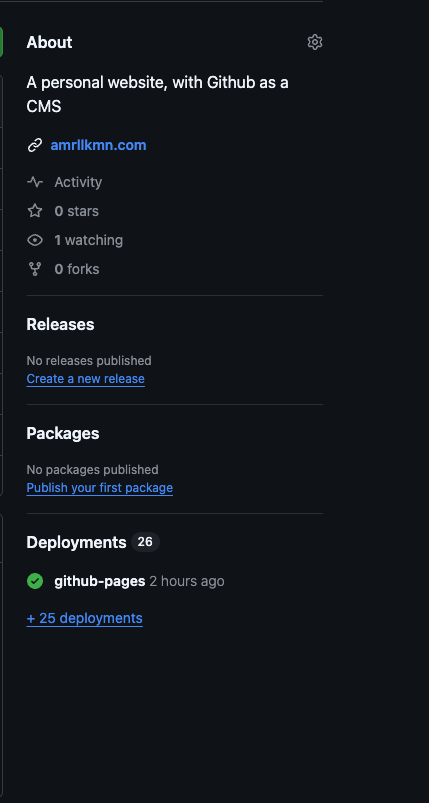 About
A personal website, with Github as a
CMS
amrllkmn.com
Activity
0 stars
1 watching
0 forks
Releases
No releases published
Create a new release
Packages
No packages published
Publish your first package
Deployments 26
github-pages 2 hours ago
+ 25 deployments